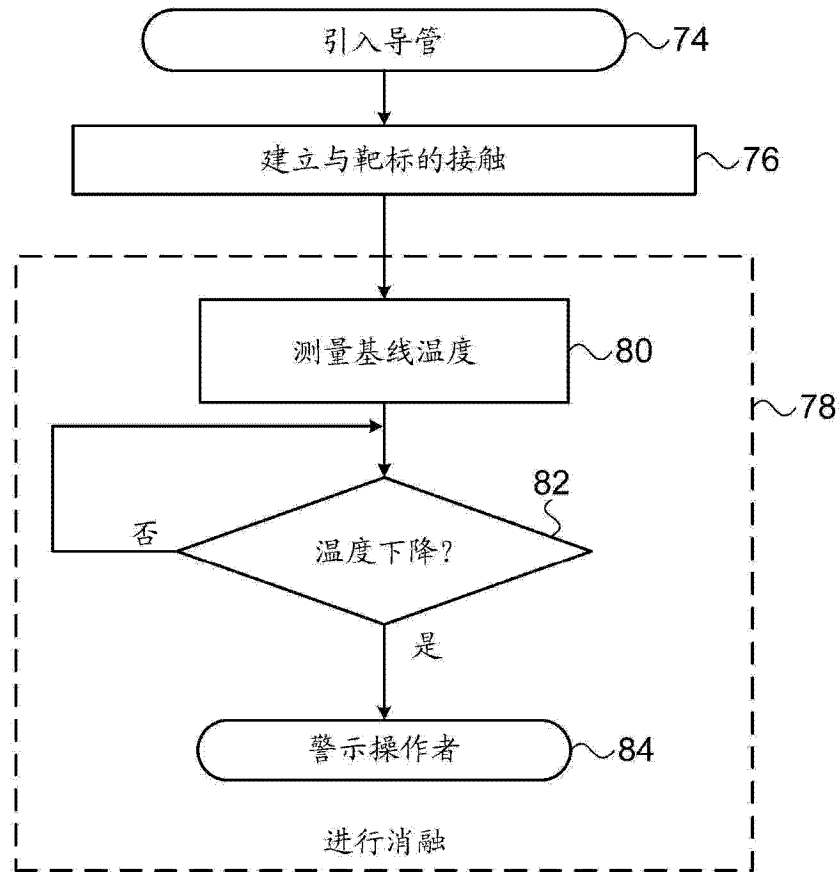 引入导管
74
建立与靶标的接触
76
测量基线温度
80
78
82
温度下降?
否
是
警示操作者
84
进行消融